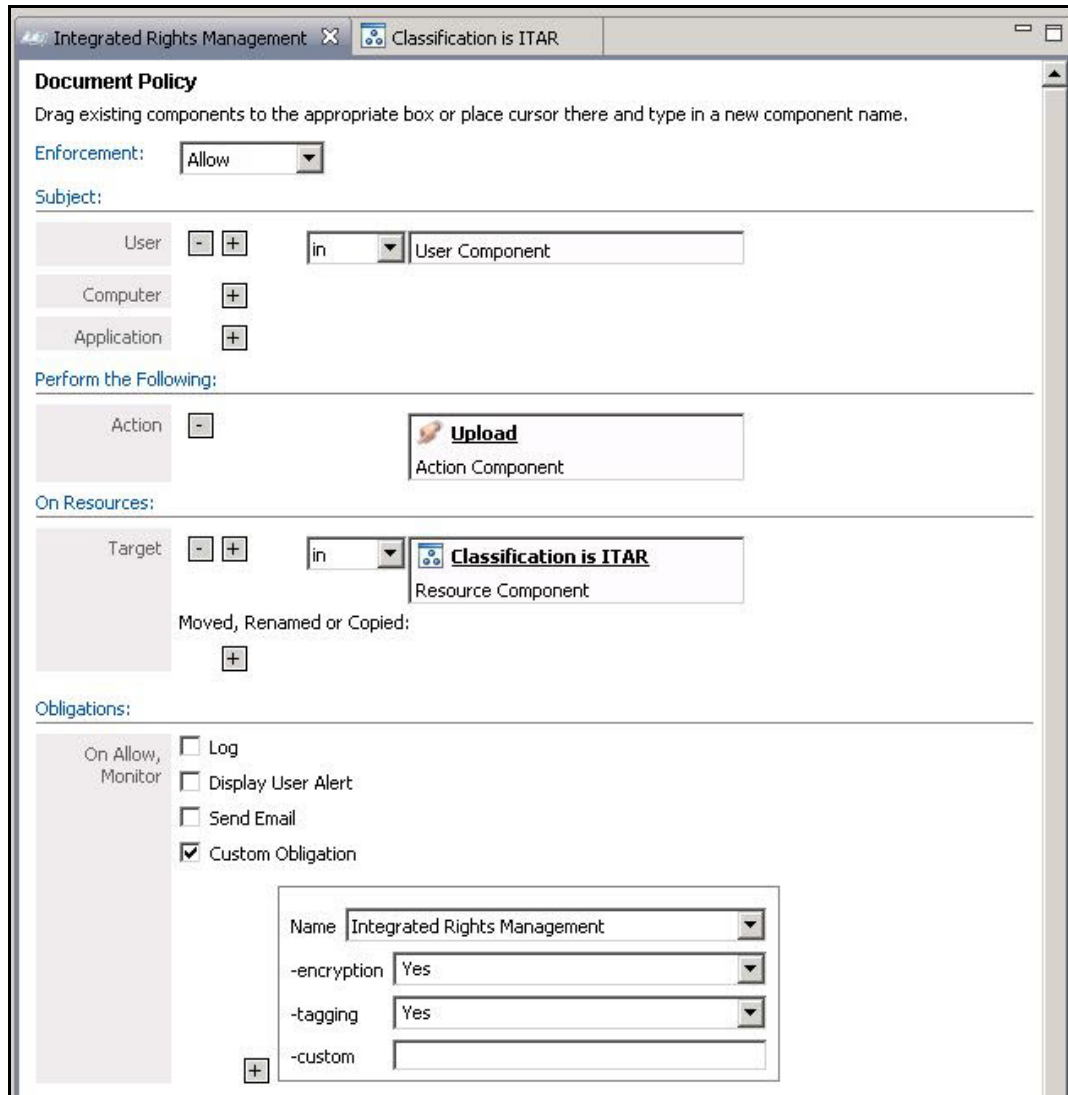 Integrated Rights Management
Classification is ITAR
Document Policy
Drag existing components to the appropriate box or place cursor there and type in a new component name.
Enforcement: Allow
Subject:
User - + in User Component
Computer +
Application +
Perform the Following:
Action - Upload
Action Component
On Resources:
Target - + in Classification is ITAR
Resource Component
Moved, Renamed or Copied:
+
Obligations:
On Allow, Monitor
Log
Display User Alert
Send Email
Custom Obligation
Name Integrated Rights Management
-encryption Yes
-tagging Yes
+ -custom